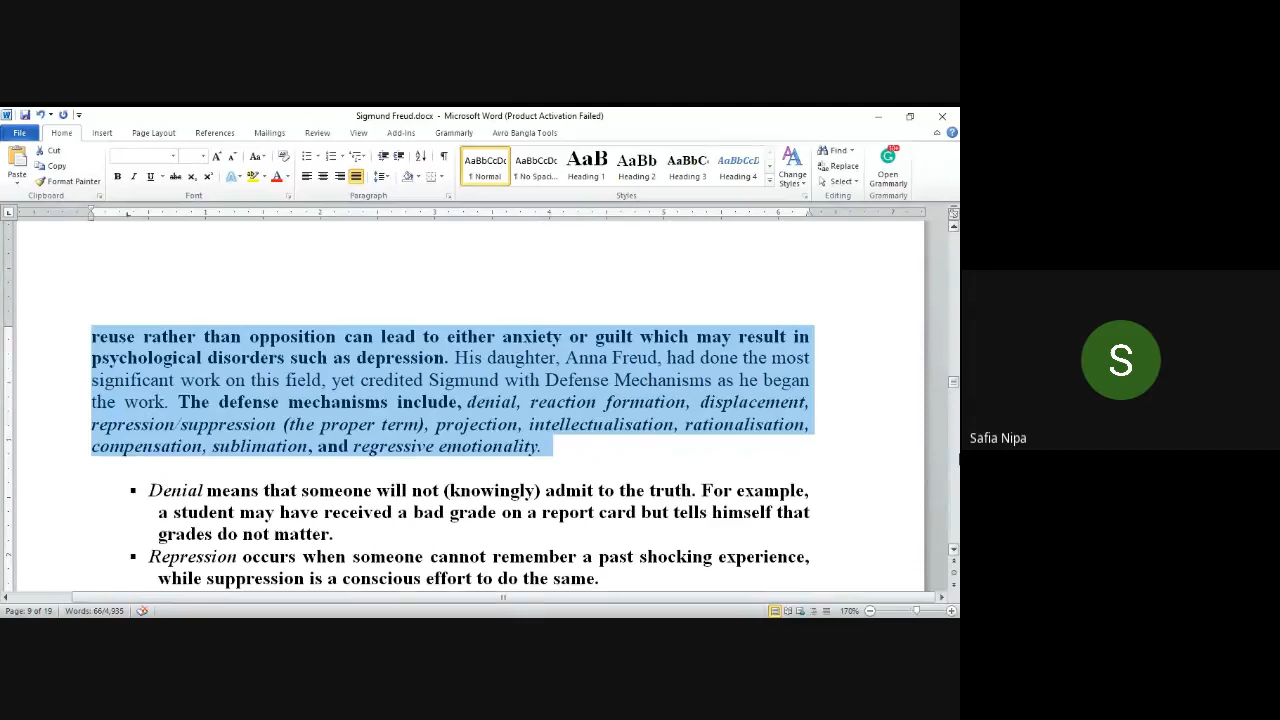 Sigmund Freud.docx - Microsoft Word (Product Activation Failed)
File Home Insert Page Layout References Mailings Review View Add-Ins Grammarly Avro Bangla Tools
Paste
Cut
Copy
Format Painter
Clipboard
Font
Paragraph
AaBbCcDc AaBbCcDc AaB AaBb AaBbC AaBbCcD
¶ Normal ¶ No Spaci... Heading 1 Heading 2 Heading 3 Heading 4
Styles
Change
Styles
Find
Replace
Select
Editing
Open
Grammarly
Grammarly
1 2 3 4 5 6 7
reuse rather than opposition can lead to either anxiety or guilt which may result in
psychological disorders such as depression. His daughter, Anna Freud, had done the most
significant work on this field, yet credited Sigmund with Defense Mechanisms as he began
the work. The defense mechanisms include, denial, reaction formation, displacement,
repression/suppression (the proper term), projection, intellectualisation, rationalisation,
compensation, sublimation, and regressive emotionality.
▪ Denial means that someone will not (knowingly) admit to the truth. For example,
a student may have received a bad grade on a report card but tells himself that
grades do not matter.
▪ Repression occurs when someone cannot remember a past shocking experience,
while suppression is a conscious effort to do the same.
Page: 9 of 19 Words: 66/4,935 170%
S
Safia Nipa